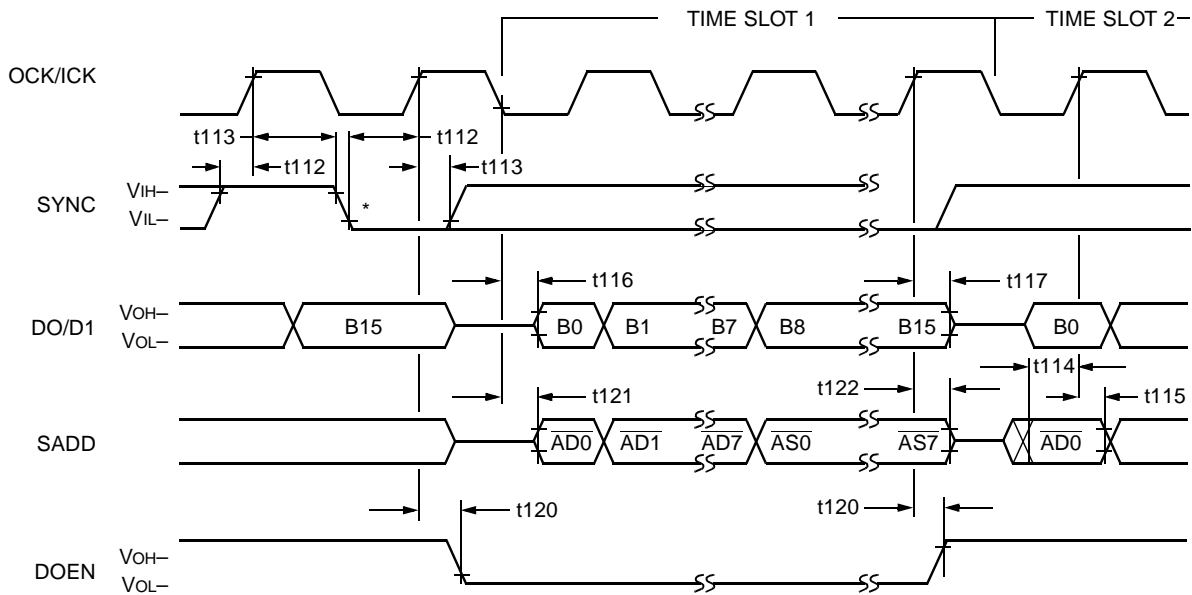 TIME SLOT 1 TIME SLOT 2
OCK/ICK
t113 t112
t112 t113
VIH–
SYNC
VIL–
*
t116 t117
VOH–
DO/D1 B15 B0 B1 B7 B8 B15 B0
VOL–
t114
t121 t122 t115
SADD AD0 AD1 AD7 AS0 AS7 AD0
t120 t120
VOH–
DOEN
VOL–